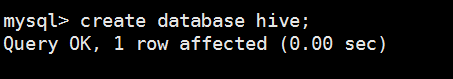 mysql> create database hive;
Query OK, 1 row affected (0.00 sec)